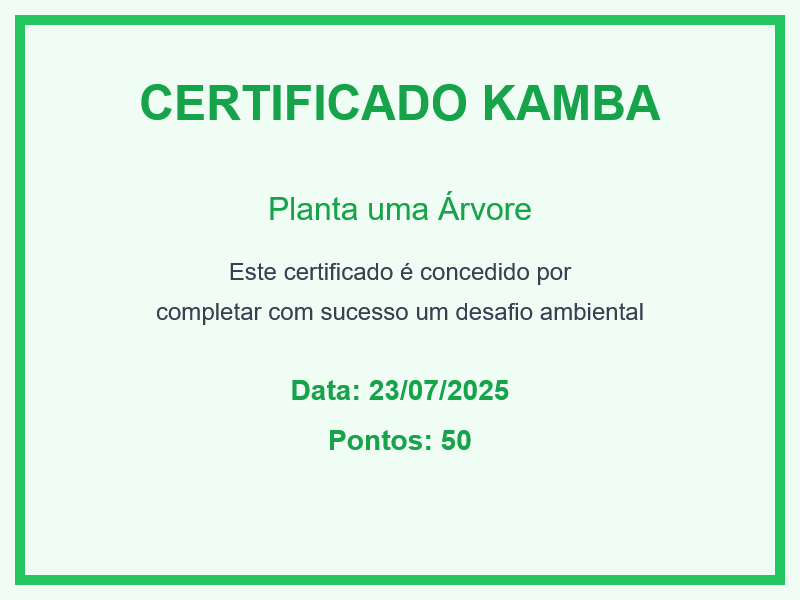 CERTIFICADO KAMBA
Planta uma Árvore
Este certificado é concedido por
completar com sucesso um desafio ambiental
Data: 23/07/2025
Pontos: 50